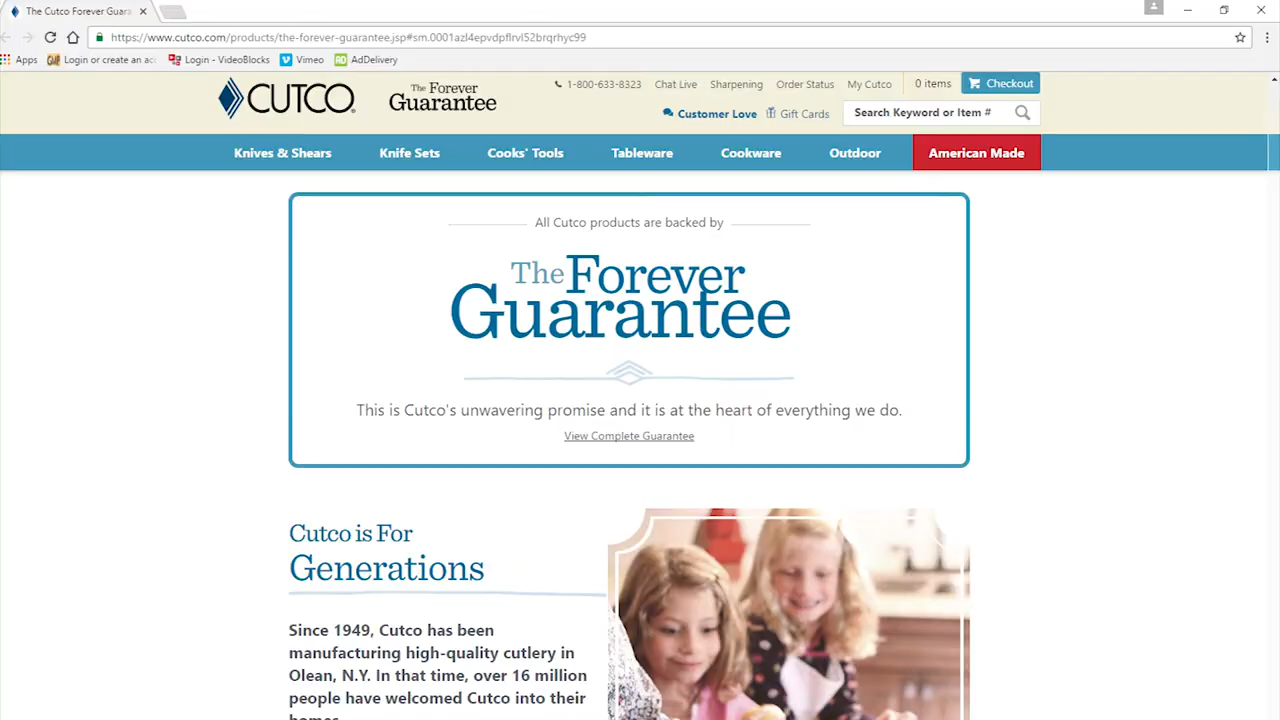 The Cutco Forever Guara
https://www.cutco.com/products/the-forever-guarantee.jsp#sm.0001azl4epvdpflrvl52brqrhyc99
Apps Login or create an ac Login - VideoBlocks Vimeo AdDelivery
CUTCO The Forever Guarantee
1-800-633-8323 Chat Live Sharpening Order Status My Cutco 0 items Checkout
Customer Love Gift Cards Search Keyword or Item #
Knives & Shears Knife Sets Cooks' Tools Tableware Cookware Outdoor American Made
All Cutco products are backed by
The Forever
Guarantee
This is Cutco's unwavering promise and it is at the heart of everything we do.
View Complete Guarantee
Cutco is For
Generations
Since 1949, Cutco has been
manufacturing high-quality cutlery in
Olean, N.Y. In that time, over 16 million
people have welcomed Cutco into their
homes